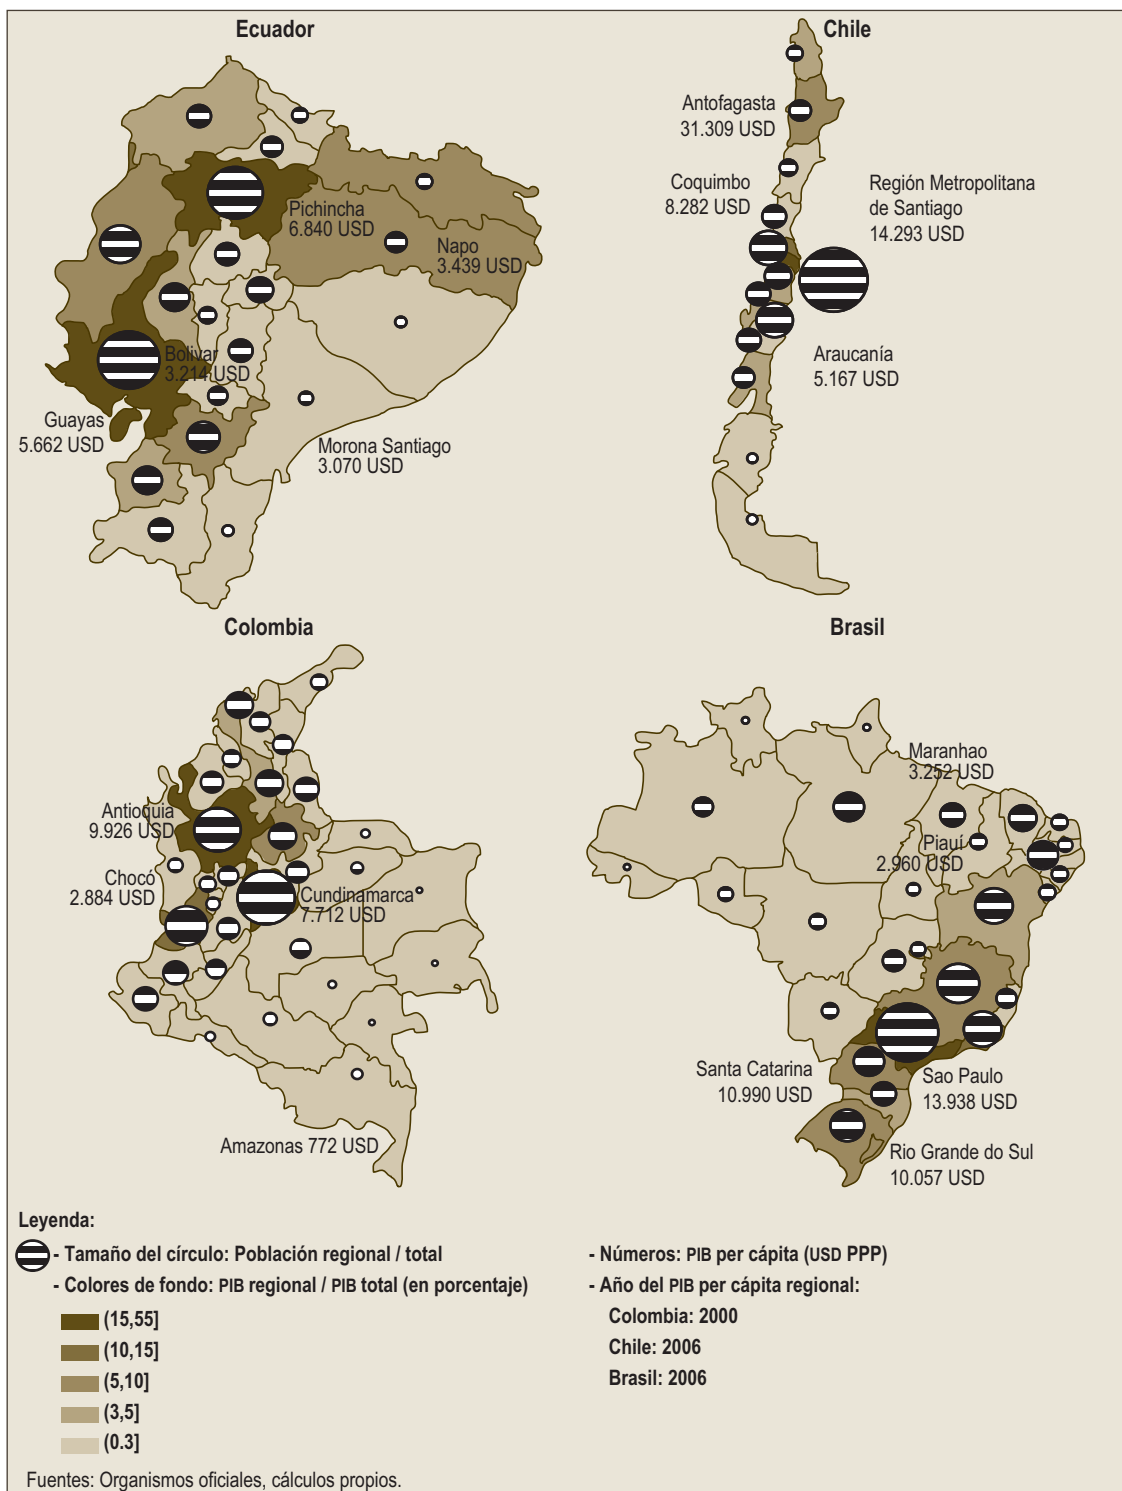 Ecuador
Pichincha
6.840 USD
Napo
3.439 USD
Bolivar
3.214 USD
Guayas
5.662 USD
Morona Santiago
3.070 USD
Chile
Antofagasta
31.309 USD
Coquimbo
8.282 USD
Región Metropolitana
de Santiago
14.293 USD
Araucanía
5.167 USD
Colombia
Antioquia
9.926 USD
Chocó
2.884 USD
Cundinamarca
7.712 USD
Amazonas 772 USD
Brasil
Maranhao
3.252 USD
Piauí
2.960 USD
Santa Catarina
10.990 USD
Sao Paulo
13.938 USD
Rio Grande do Sul
10.057 USD
Leyenda:
- Tamaño del círculo: Población regional / total
- Colores de fondo: PIB regional / PIB total (en porcentaje)
(15,55]
(10,15]
(5,10]
(3,5]
(0.3]
- Números: PIB per cápita (USD PPP)
- Año del PIB per cápita regional:
Colombia: 2000
Chile: 2006
Brasil: 2006
Fuentes: Organismos oficiales, cálculos propios.